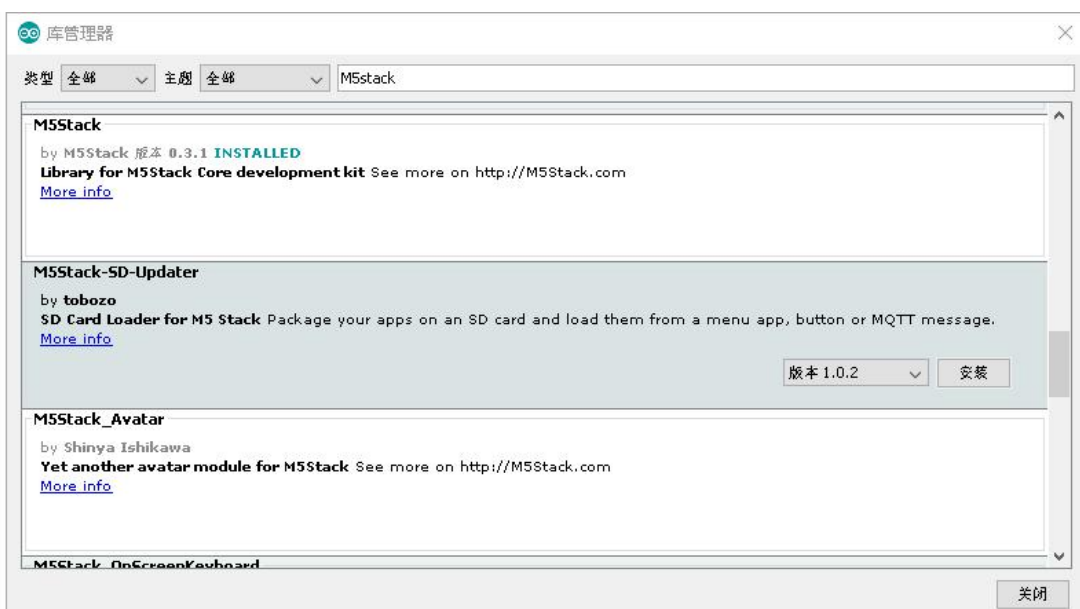 库管理器
类型 全部 主题 全部 M5stack
M5Stack
by M5Stack 版本 0.3.1 INSTALLED
Library for M5Stack Core development kit See more on http://M5Stack.com
More info
M5Stack-SD-Updater
by tobozo
SD Card Loader for M5 Stack Package your apps on an SD card and load them from a menu app, button or MQTT message.
More info
版本 1.0.2 安装
M5Stack_Avatar
by Shinya Ishikawa
Yet another avatar module for M5Stack See more on http://M5Stack.com
More info
M5Stack_OnScreenKeyboard
关闭